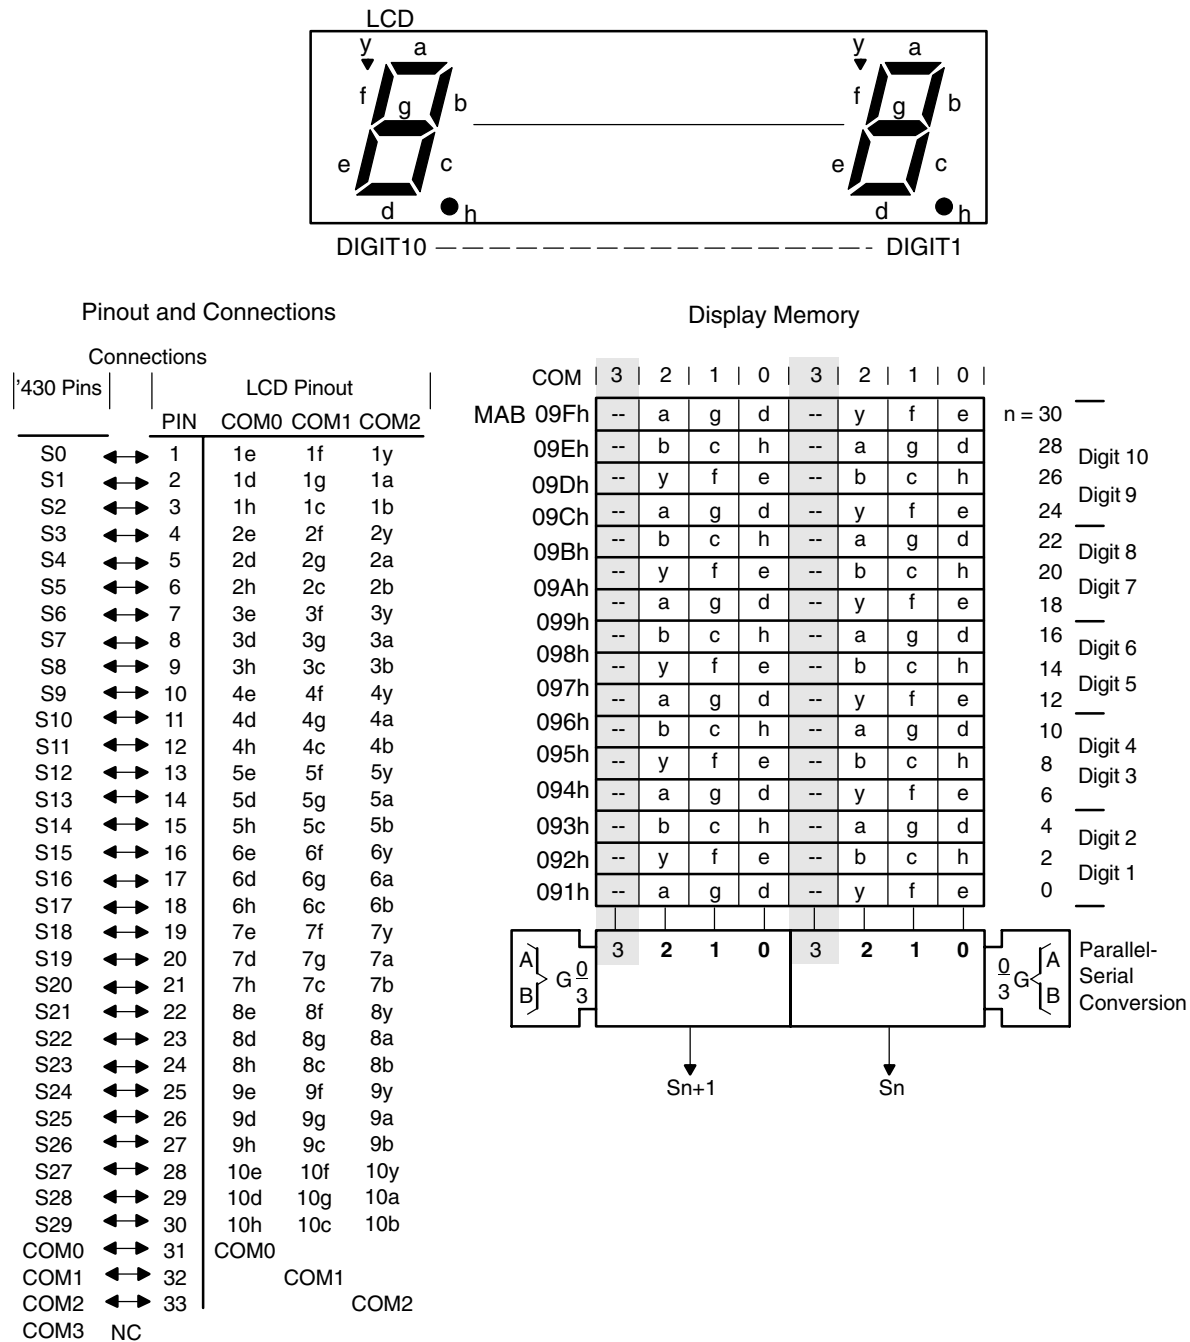 LCD
y a y a
f g b f g b
e c e c
d h d h
DIGIT10 DIGIT1
Pinout and Connections
Connections
'430 Pins LCD Pinout
PIN COM0 COM1 COM2
S0 1 1e 1f 1y
S1 2 1d 1g 1a
S2 3 1h 1c 1b
S3 4 2e 2f 2y
S4 5 2d 2g 2a
S5 6 2h 2c 2b
S6 7 3e 3f 3y
S7 8 3d 3g 3a
S8 9 3h 3c 3b
S9 10 4e 4f 4y
S10 11 4d 4g 4a
S11 12 4h 4c 4b
S12 13 5e 5f 5y
S13 14 5d 5g 5a
S14 15 5h 5c 5b
S15 16 6e 6f 6y
S16 17 6d 6g 6a
S17 18 6h 6c 6b
S18 19 7e 7f 7y
S19 20 7d 7g 7a
S20 21 7h 7c 7b
S21 22 8e 8f 8y
S22 23 8d 8g 8a
S23 24 8h 8c 8b
S24 25 9e 9f 9y
S25 26 9d 9g 9a
S26 27 9h 9c 9b
S27 28 10e 10f 10y
S28 29 10d 10g 10a
S29 30 10h 10c 10b
COM0 31 COM0
COM1 32 COM1
COM2 33 COM2
COM3 NC
Display Memory
COM 3 2 1 0 3 2 1 0
MAB 09Fh -- a g d -- y f e n = 30
09Eh -- b c h -- a g d 28 Digit 10
09Dh -- y f e -- b c h 26 Digit 9
09Ch -- a g d -- y f e 24
09Bh -- b c h -- a g d 22 Digit 8
09Ah -- y f e -- b c h 20 Digit 7
099h -- a g d -- y f e 18
098h -- b c h -- a g d 16 Digit 6
097h -- y f e -- b c h 14 Digit 5
096h -- a g d -- y f e 12
095h -- b c h -- a g d 10 Digit 4
094h -- y f e -- b c h 8 Digit 3
-- a g d -- y f e 6
093h -- b c h -- a g d 4 Digit 2
092h -- y f e -- b c h 2 Digit 1
091h -- a g d -- y f e 0
3 2 1 0 3 2 1 0
A B G 0 3
0 3 G A B
Parallel-
Serial
Conversion
Sn+1 Sn